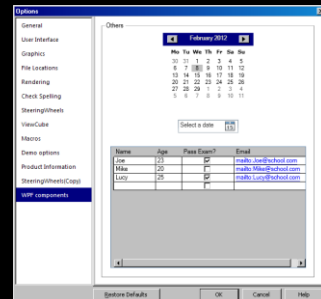 Options
General
User Interface
Graphics
File Locations
Rendering
Check Spelling
SteeringWheels
ViewCube
Macros
Demo options
Product Information
SteeringWheels(Copy)
WPF components
Others
February 2012
Mo Tu We Th Fr Sa Su
30 31 1 2 3 4 5
6 7 8 9 10 11 12
13 14 15 16 17 18 19
20 21 22 23 24 25 26
27 28 29 1 2 3 4
5 6 7 8 9 10 11
Select a date 15
Name Age Pass Exam? Email
Joe 23 mailto:Joe@school.com
Mike 20 mailto:Mike@school.com
Lucy 25 mailto:Lucy@school.com
Restore Defaults OK Cancel Help